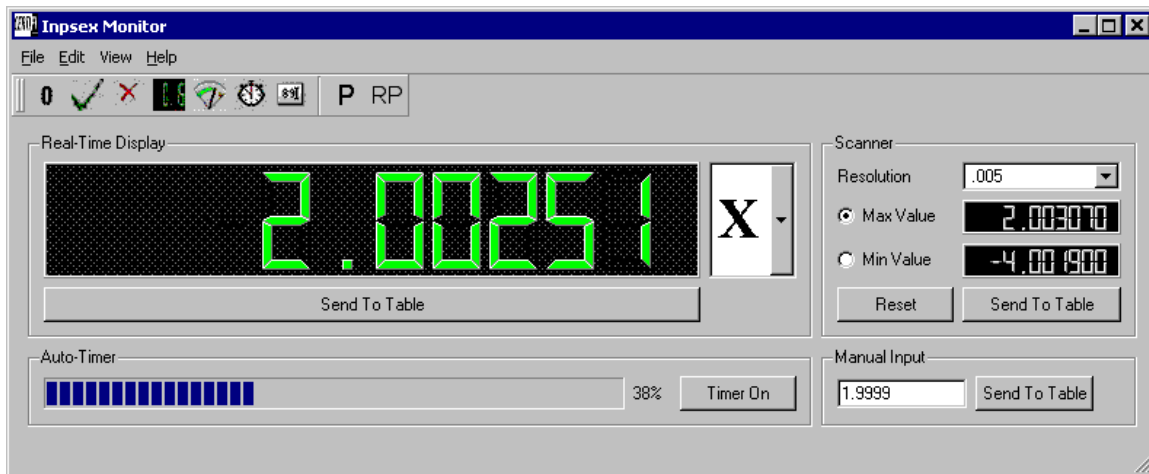 Inpsex Monitor
File Edit View Help
0 P RP
Real-Time Display
2.00251
X
Send To Table
Scanner
Resolution .005
Max Value 2.003070
Min Value -4.001900
Reset Send To Table
Auto-Timer
38% Timer On
Manual Input
1.9999 Send To Table